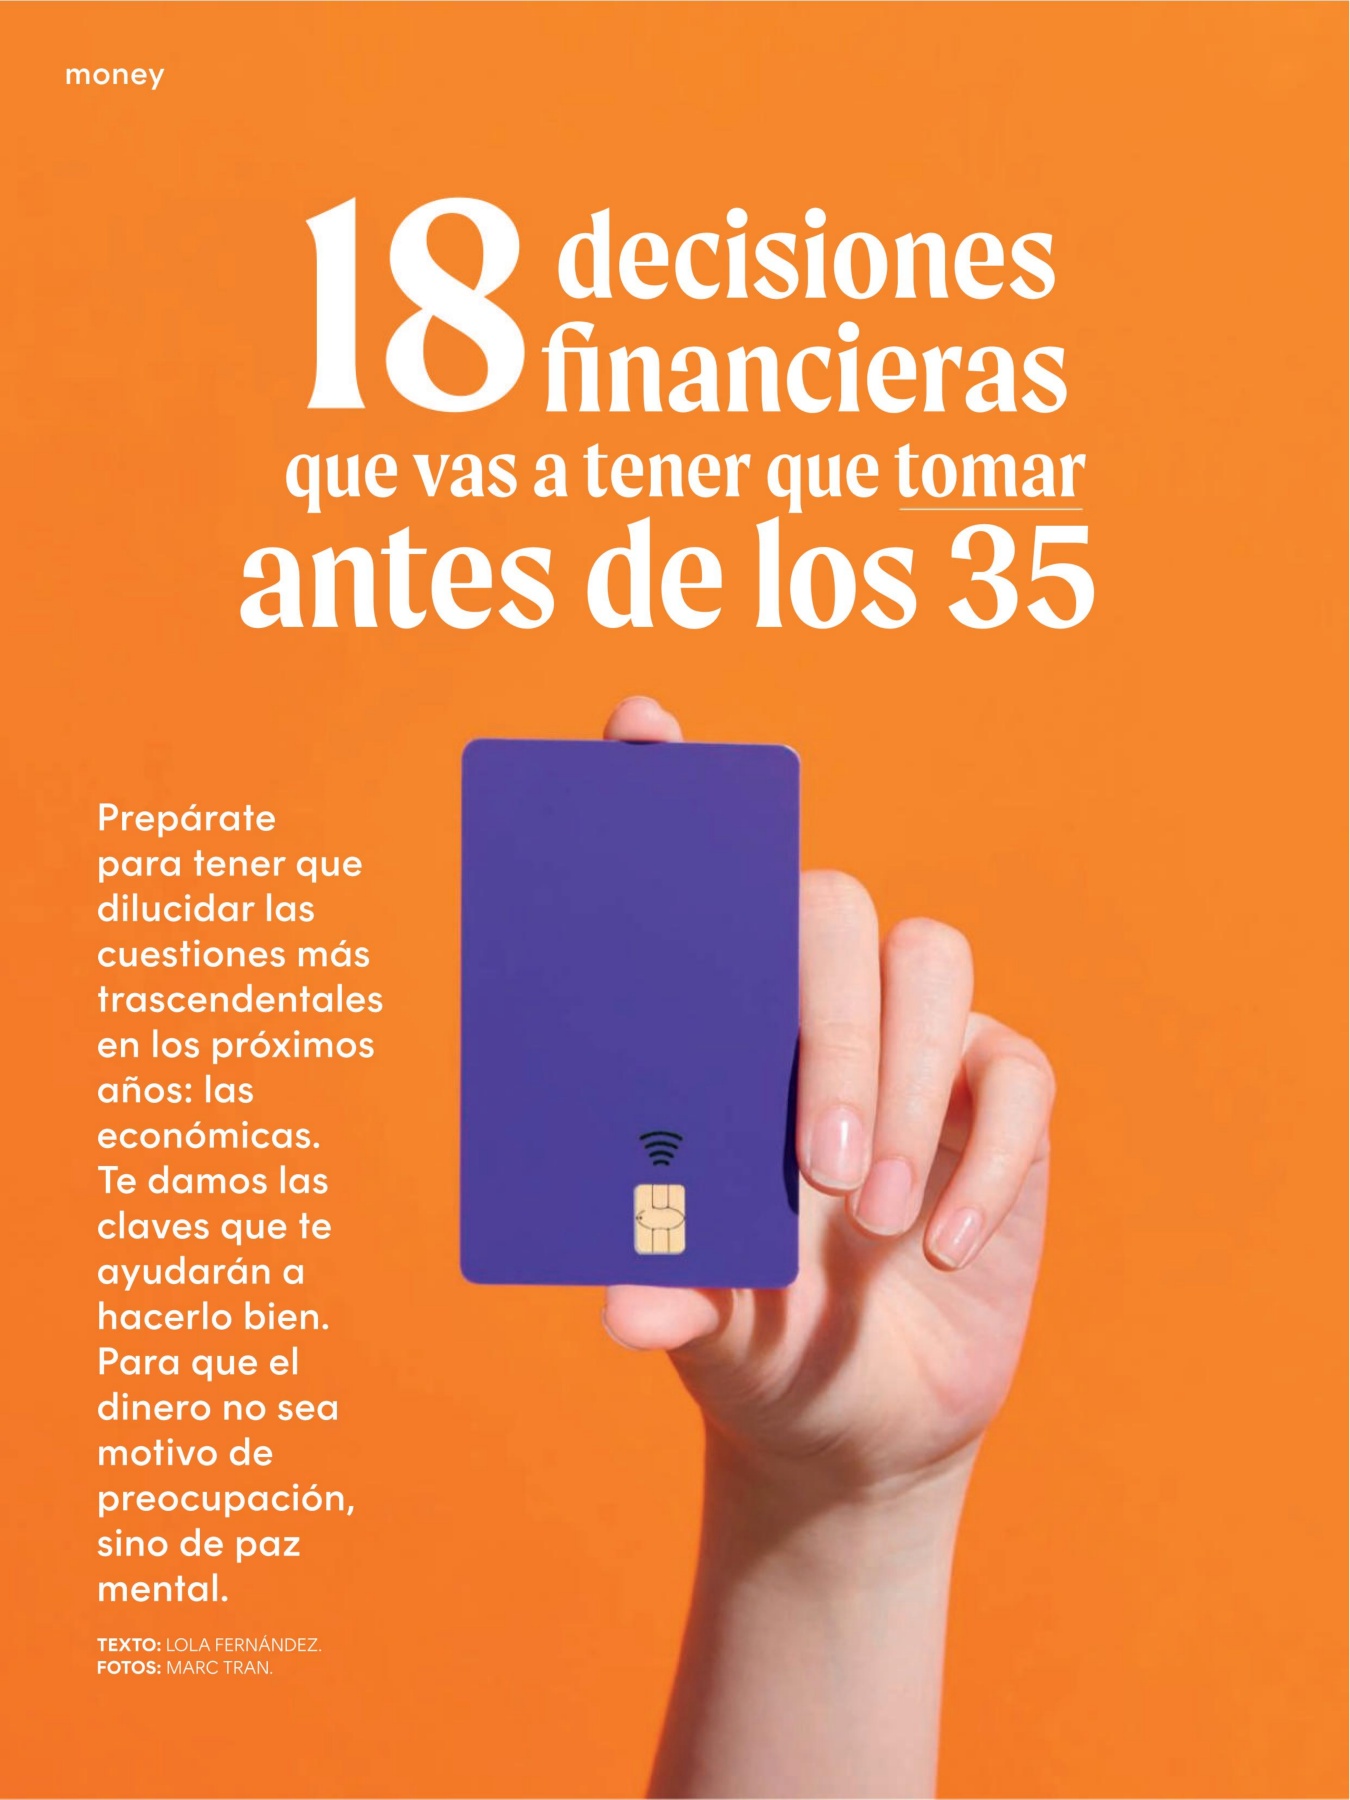 money
18 decisiones
financieras
que vas a tener que tomar
antes de los 35
Prepárate
para tener que
dilucidar las
cuestiones más
trascendentales
en los próximos
años: las
económicas.
Te damos las
claves que te
ayudarán a
hacerlo bien.
Para que el
dinero no sea
motivo de
preocupación,
sino de paz
mental.
TEXTO: LOLA FERNÁNDEZ.
FOTOS: MARC TRAN.